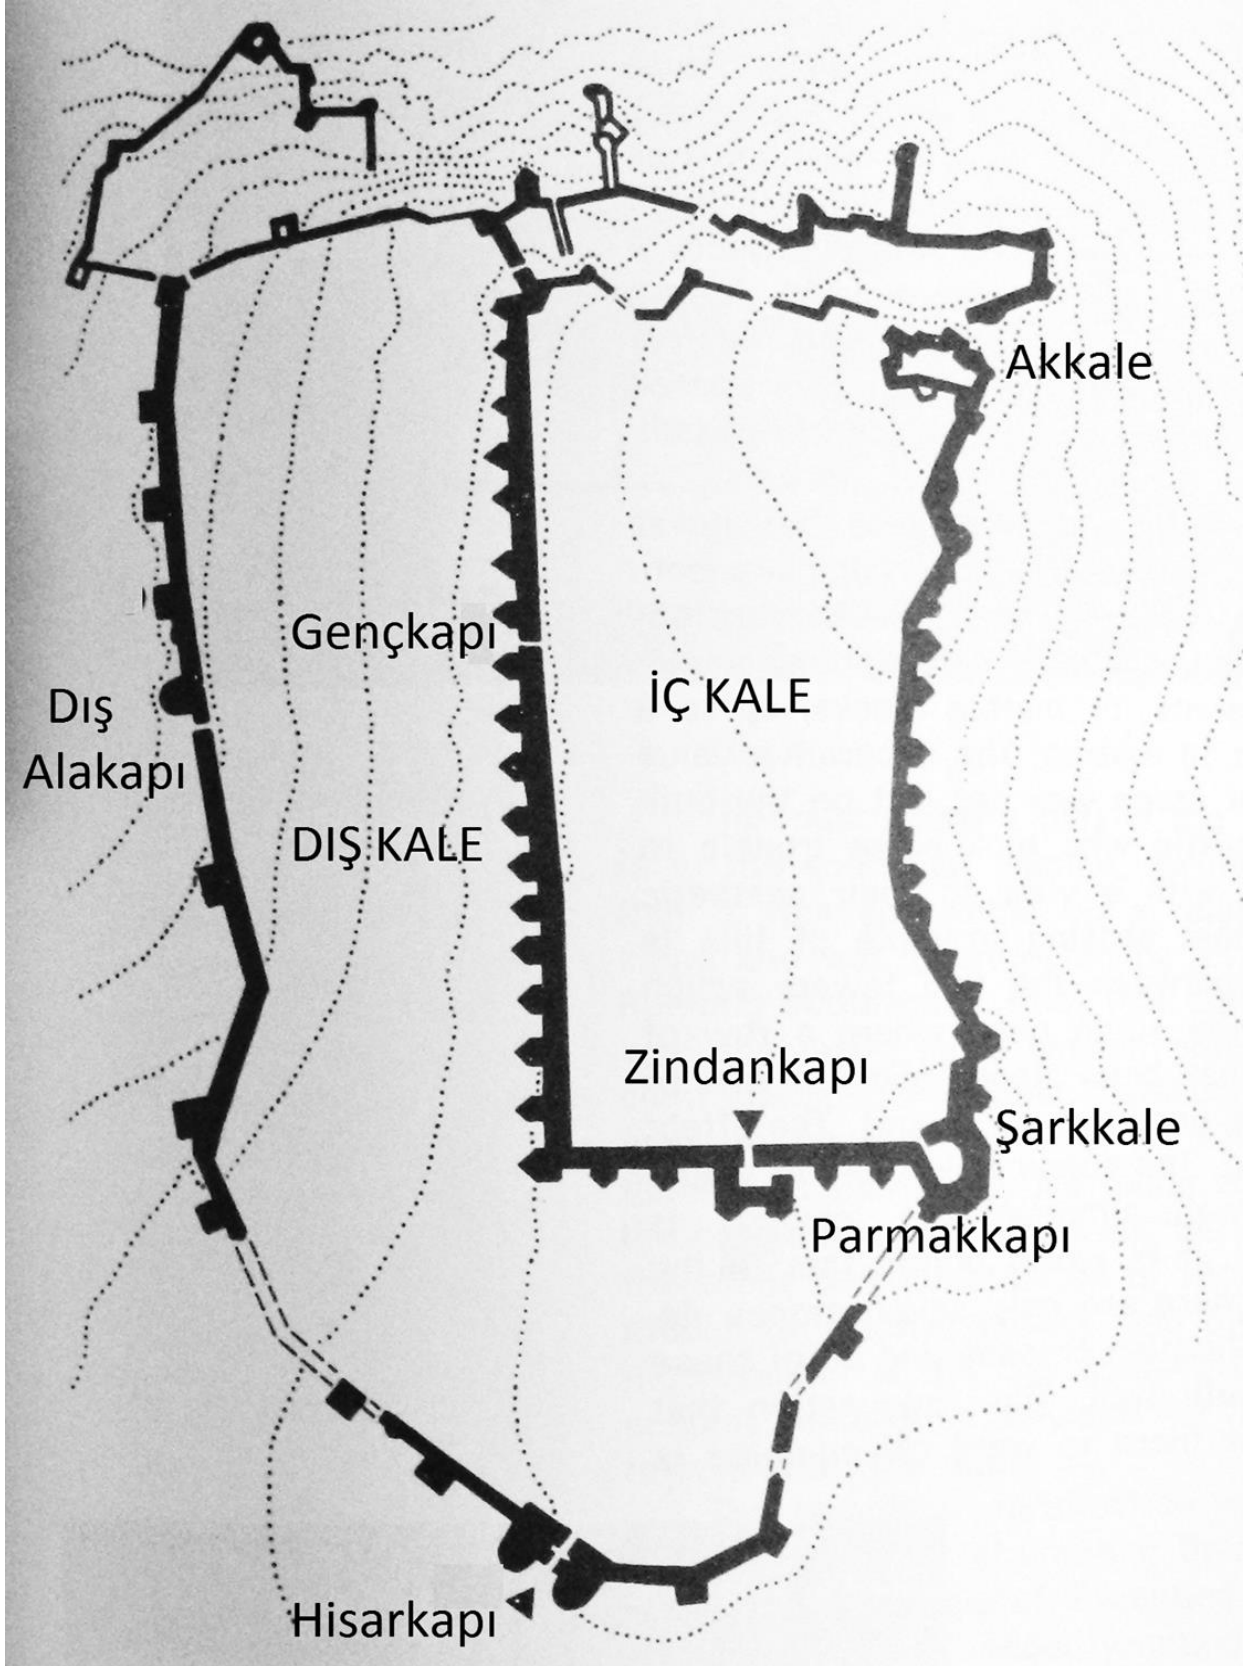 Akkale
Gençkapı
İÇ KALE
Dış
Alakapı
DIŞ KALE
Zindankapı
Şarkkale
Parmakkapı
Hisarkapı